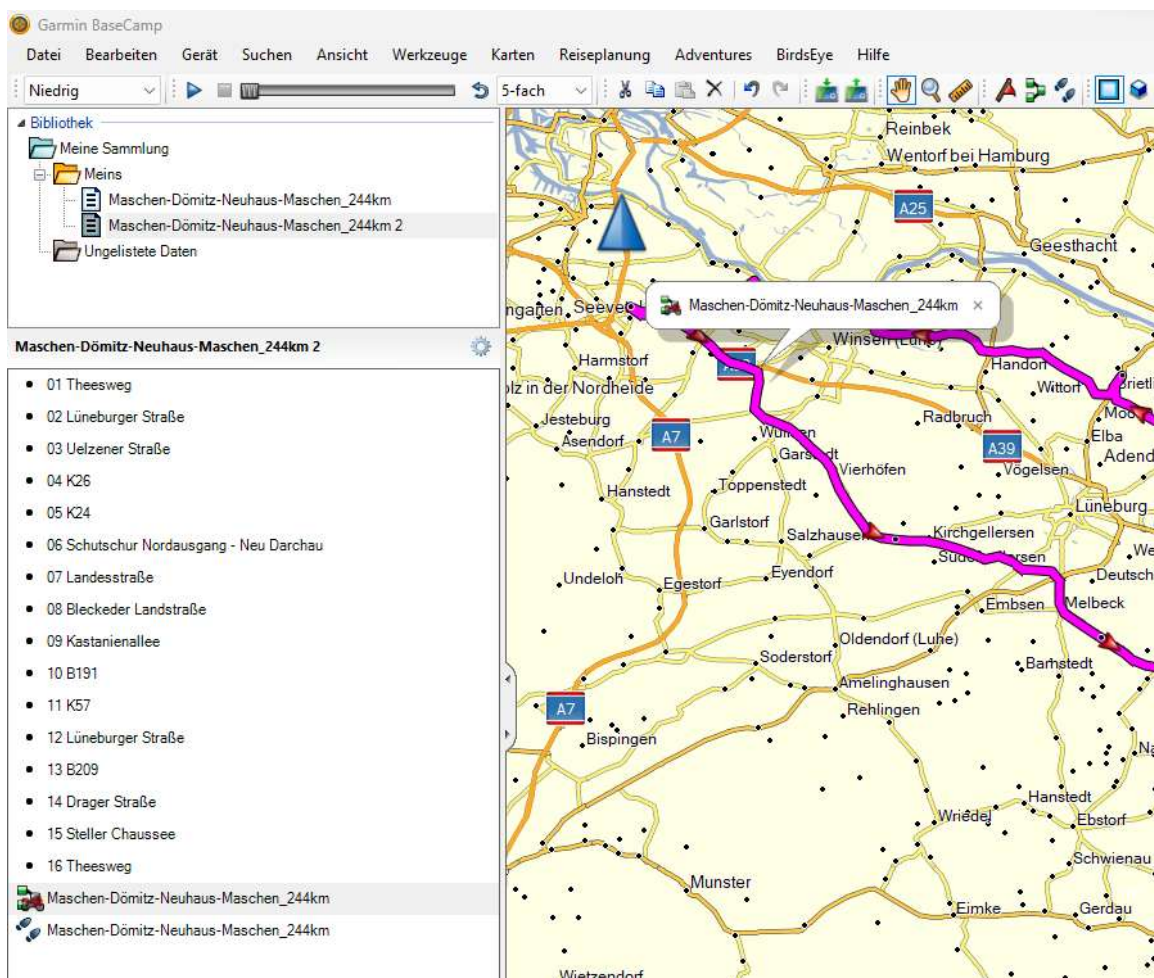 Garmin BaseCamp
Datei Bearbeiten Gerät Suchen Ansicht Werkzeuge Karten Reiseplanung Adventures BirdsEye Hilfe
Niedrig 5-fach
Bibliothek
Meine Sammlung
Meins
Maschen-Dömitz-Neuhaus-Maschen_244km
Maschen-Dömitz-Neuhaus-Maschen_244km 2
Ungelistete Daten
Maschen-Dömitz-Neuhaus-Maschen_244km 2
01 Theesweg
02 Lüneburger Straße
03 Uelzener Straße
04 K26
05 K24
06 Schutschur Nordausgang - Neu Darchau
07 Landesstraße
08 Bleckeder Landstraße
09 Kastanienallee
10 B191
11 K57
12 Lüneburger Straße
13 B209
14 Drager Straße
15 Steller Chaussee
16 Theesweg
Maschen-Dömitz-Neuhaus-Maschen_244km
Maschen-Dömitz-Neuhaus-Maschen_244km
Reinbek
Wentorf bei Hamburg
A25
Geesthacht
Maschen-Dömitz-Neuhaus-Maschen_244km
Winsen (Luhe)
Harmstorf
Handorf
in der Nordheide
Wittorf
Jesteburg
Radbruch
Asendorf
A7
Elba
A39
Vierhöfen
Vögelsen
Hanstedt
Toppenstedt
Lüneburg
Garlstorf
Salzhausen
Kirchgellersen
Undeloh
Egestorf
Eyendorf
Embsen
Melbeck
Oldendorf (Luhe)
Soderstorf
Barnstedt
Amelinghausen
A7
Rehlingen
Bispingen
Hanstedt
Wriedel
Ebstorf
Schwienau
Munster
Eimke
Gerdau
Wietzendorf